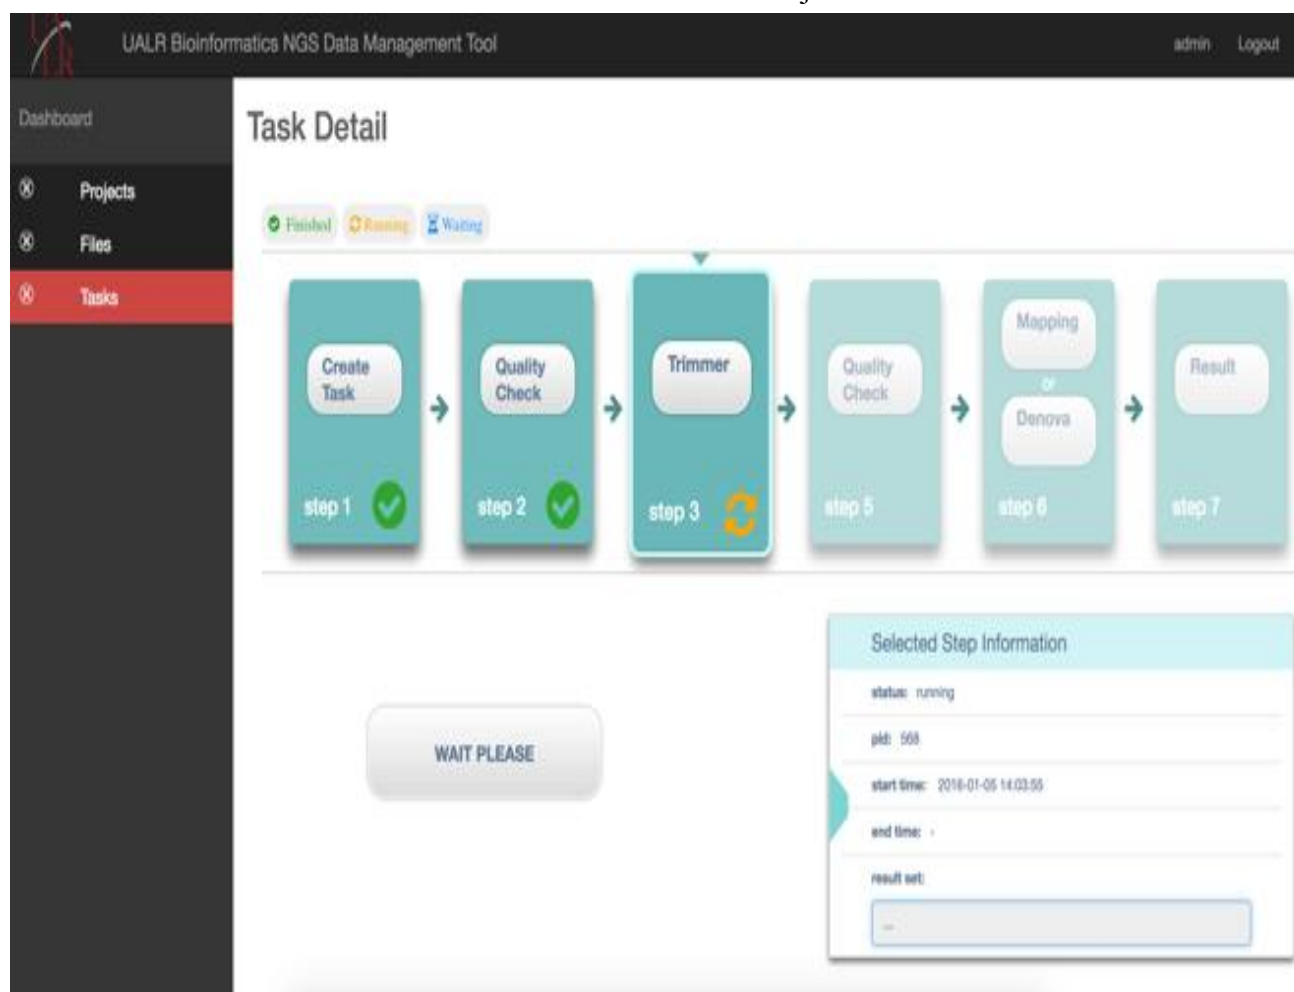 UALR
UALR Bioinformatics NGS Data Management Tool
admin
Logout
Dashboard
Projects
Files
Tasks
Task Detail
Finished
Running
Waiting
Create
Task
step 1
Quality
Check
step 2
Trimmer
step 3
Quality
Check
step 5
Mapping
or
Denova
step 6
Result
step 7
WAIT PLEASE
Selected Step Information
status: running
pid: 568
start time: 2016-01-05 14:03:55
end time: -
result set:
...